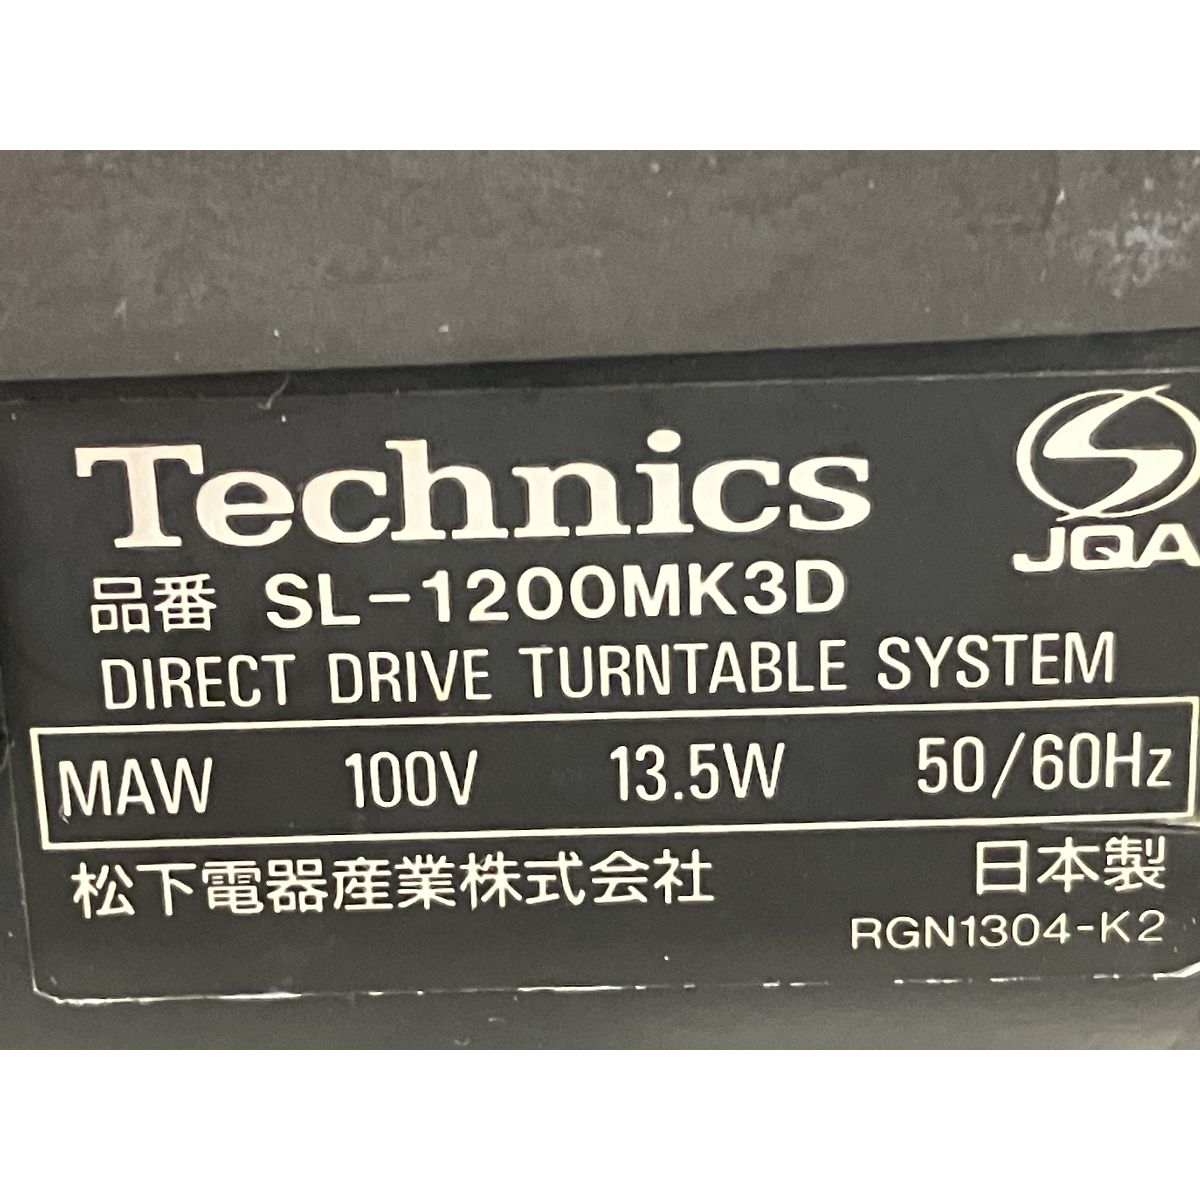 Technics
JQA
品番 SL-1200MK3D
DIRECT DRIVE TURNTABLE SYSTEM
MAW 100V 13.5W 50/60Hz
松下電器産業株式会社 日本製
RGN1304-K2